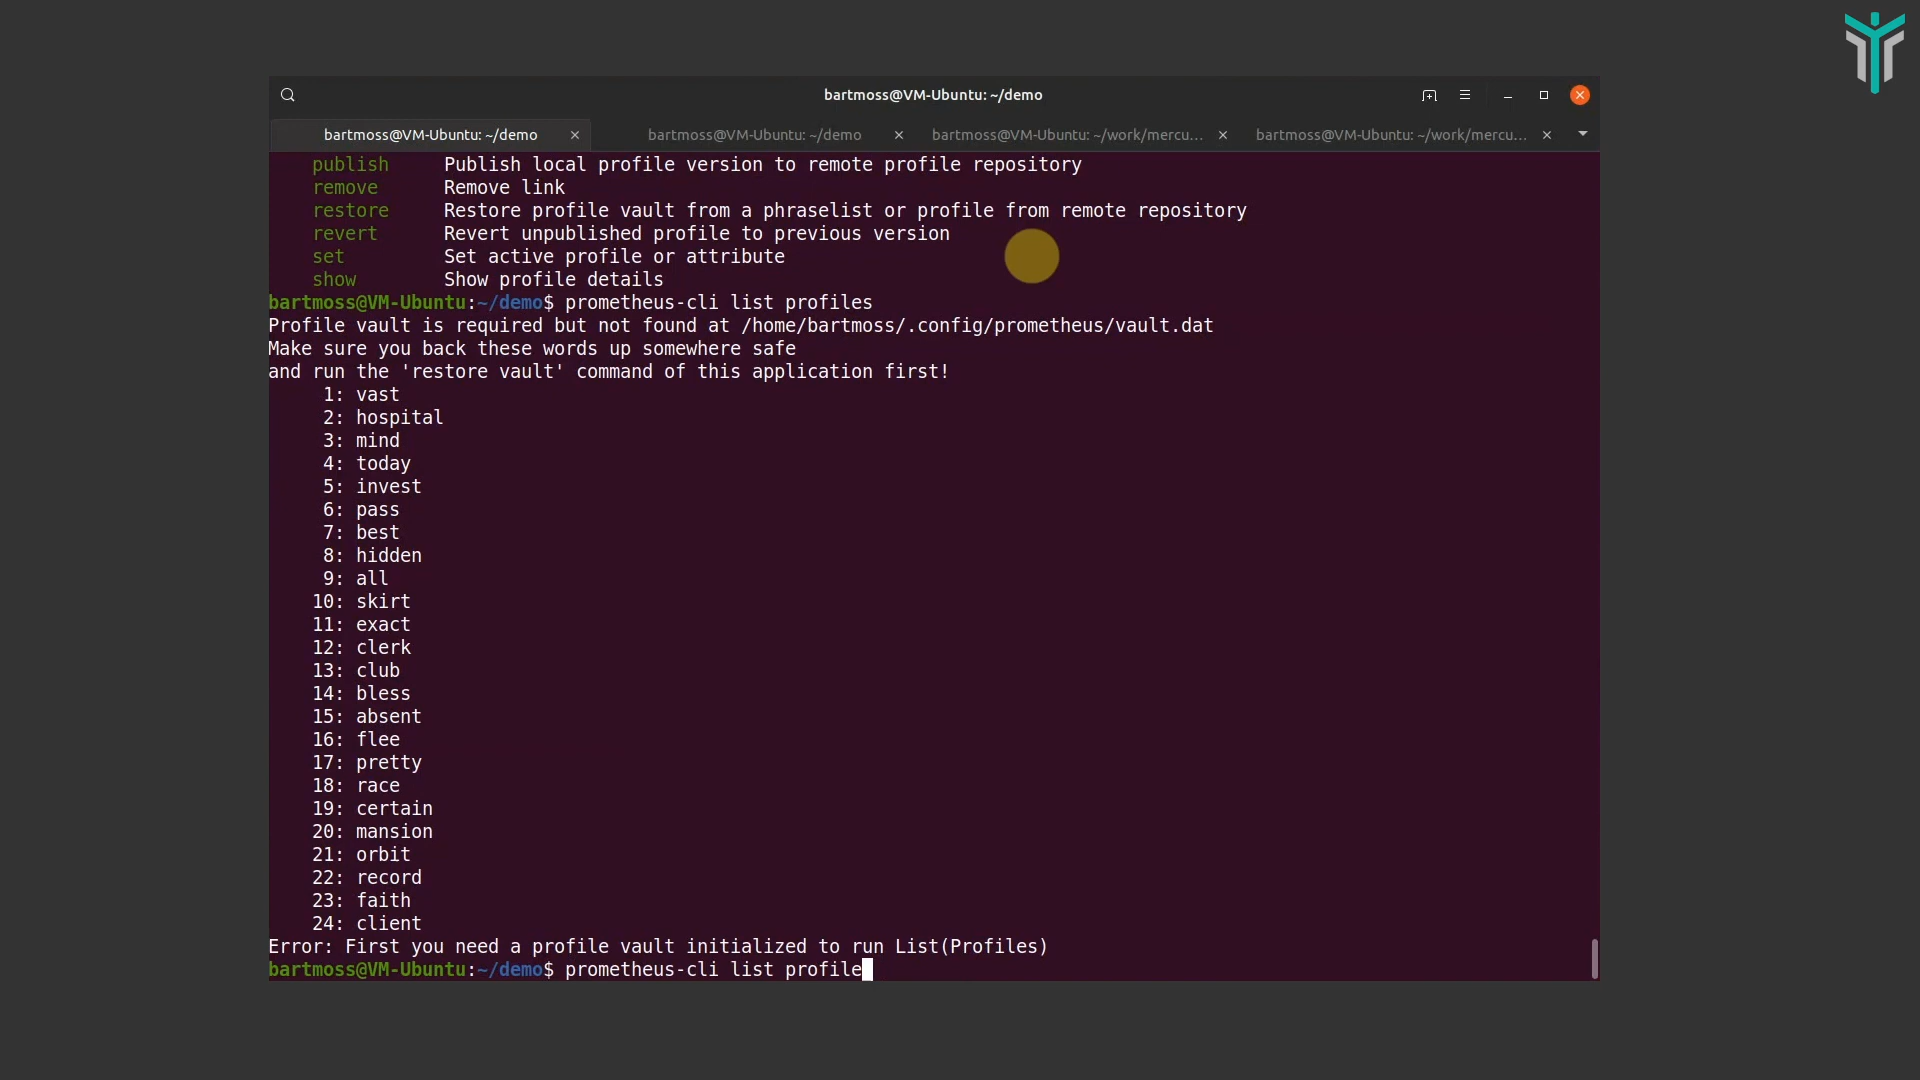 bartmoss@VM-Ubuntu: ~/demo
bartmoss@VM-Ubuntu: ~/demo
bartmoss@VM-Ubuntu: ~/demo
bartmoss@VM-Ubuntu: ~/work/mercu...
bartmoss@VM-Ubuntu: ~/work/mercu...
publish Publish local profile version to remote profile repository
remove Remove link
restore Restore profile vault from a phraselist or profile from remote repository
revert Revert unpublished profile to previous version
set Set active profile or attribute
show Show profile details
bartmoss@VM-Ubuntu:~/demo$ prometheus-cli list profiles
Profile vault is required but not found at /home/bartmoss/.config/prometheus/vault.dat
Make sure you back these words up somewhere safe
and run the 'restore vault' command of this application first!
1: vast
2: hospital
3: mind
4: today
5: invest
6: pass
7: best
8: hidden
9: all
10: skirt
11: exact
12: clerk
13: club
14: bless
15: absent
16: flee
17: pretty
18: race
19: certain
20: mansion
21: orbit
22: record
23: faith
24: client
Error: First you need a profile vault initialized to run List(Profiles)
bartmoss@VM-Ubuntu:~/demo$ prometheus-cli list profile